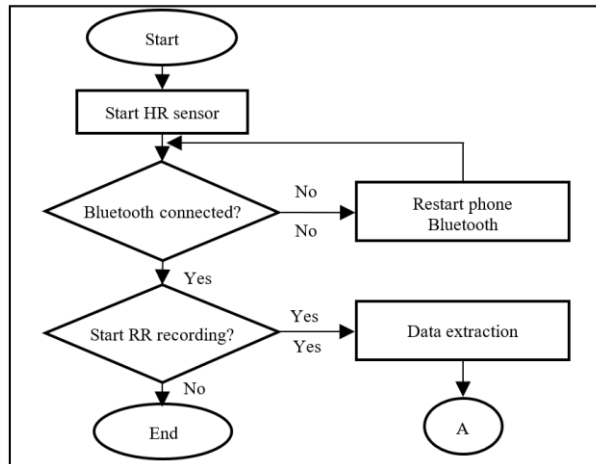 Start
Start HR sensor
Bluetooth connected?
No
No
Restart phone
Bluetooth
Yes
Start RR recording?
Yes
Yes
Data extraction
No
End
A